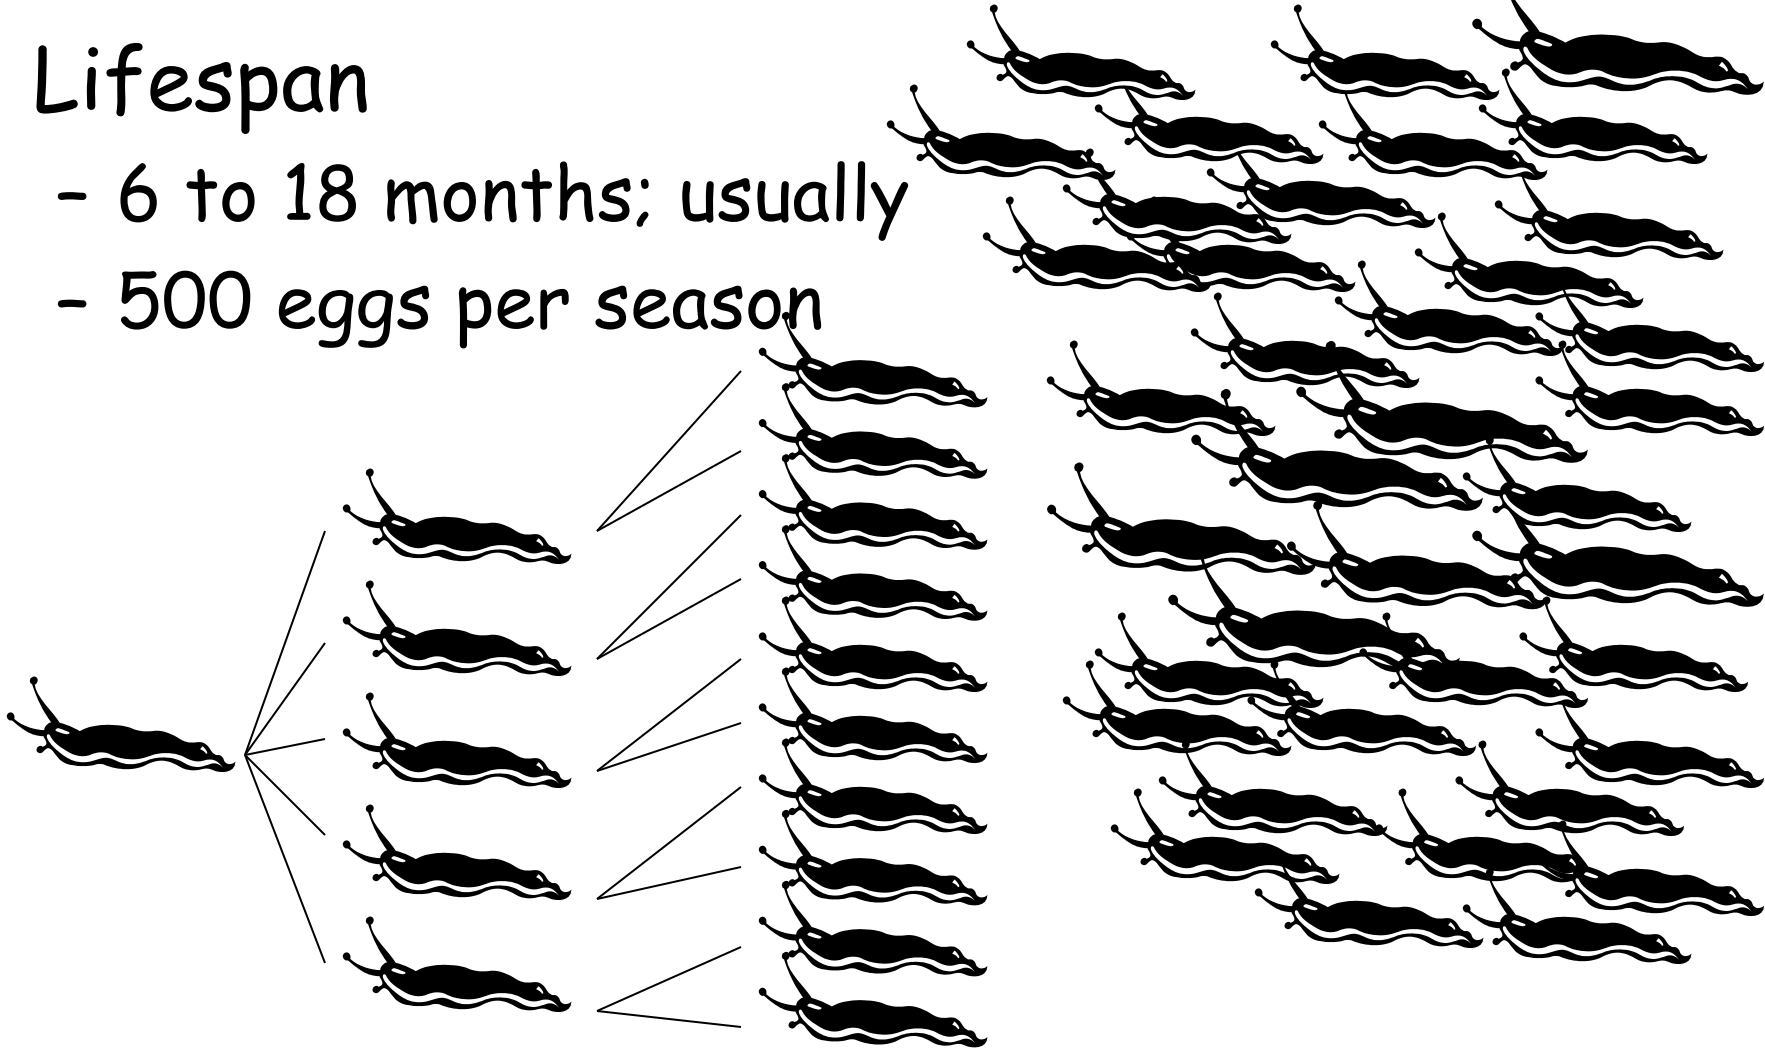 Lifespan
– 6 to 18 months; usually
– 500 eggs per season